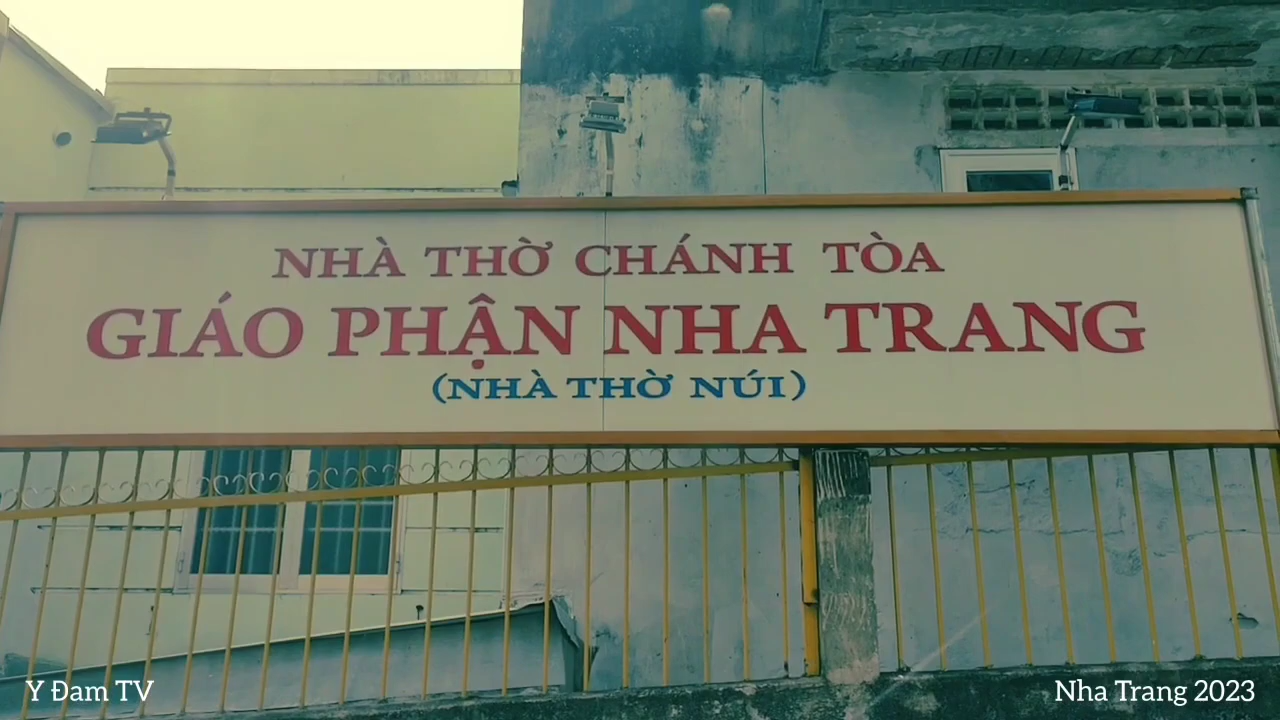 NHÀ THỜ CHÁNH TÒA
GIÁO PHẬN NHA TRANG
(NHÀ THỜ NÚI)
Y Đam TV
Nha Trang 2023